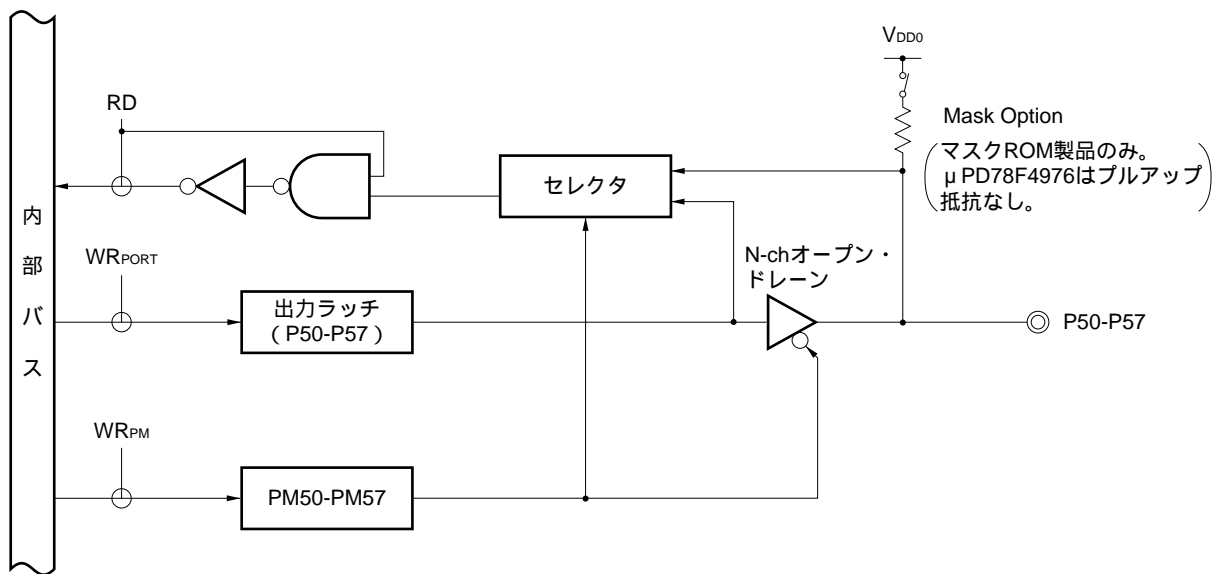 VDD0
RD
Mask Option
マスクROM製品のみ。
μPD78F4976はプルアップ
抵抗なし。
セレクタ
内部バス
WRPORT
N-chオープン・
ドレーン
出力ラッチ
(P50-P57)
P50-P57
WRPM
PM50-PM57